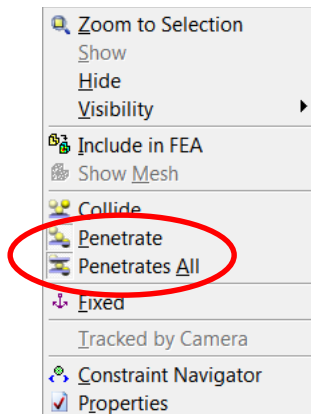 Zoom to Selection
Show
Hide
Visibility
Include in FEA
Show Mesh
Collide
Penetrate
Penetrates All
Fixed
Tracked by Camera
Constraint Navigator
Properties